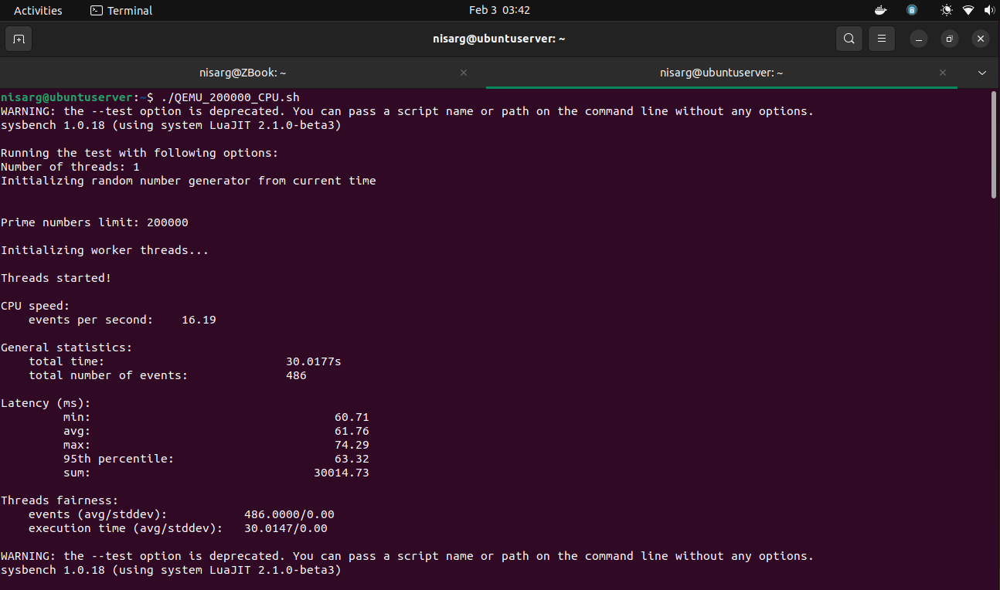 Activities Terminal Feb 3 03:42
nisarg@ubuntuserver: ~
nisarg@ZBook: ~ nisarg@ubuntuserver: ~
nisarg@ubuntuserver:~$ ./QEMU_200000_CPU.sh
WARNING: the --test option is deprecated. You can pass a script name or path on the command line without any options.
sysbench 1.0.18 (using system LuaJIT 2.1.0-beta3)
Running the test with following options:
Number of threads: 1
Initializing random number generator from current time
Prime numbers limit: 200000
Initializing worker threads...
Threads started!
CPU speed:
events per second: 16.19
General statistics:
total time: 30.0177s
total number of events: 486
Latency (ms):
min: 60.71
avg: 61.76
max: 74.29
95th percentile: 63.32
sum: 30014.73
Threads fairness:
events (avg/stddev): 486.0000/0.00
execution time (avg/stddev): 30.0147/0.00
WARNING: the --test option is deprecated. You can pass a script name or path on the command line without any options.
sysbench 1.0.18 (using system LuaJIT 2.1.0-beta3)